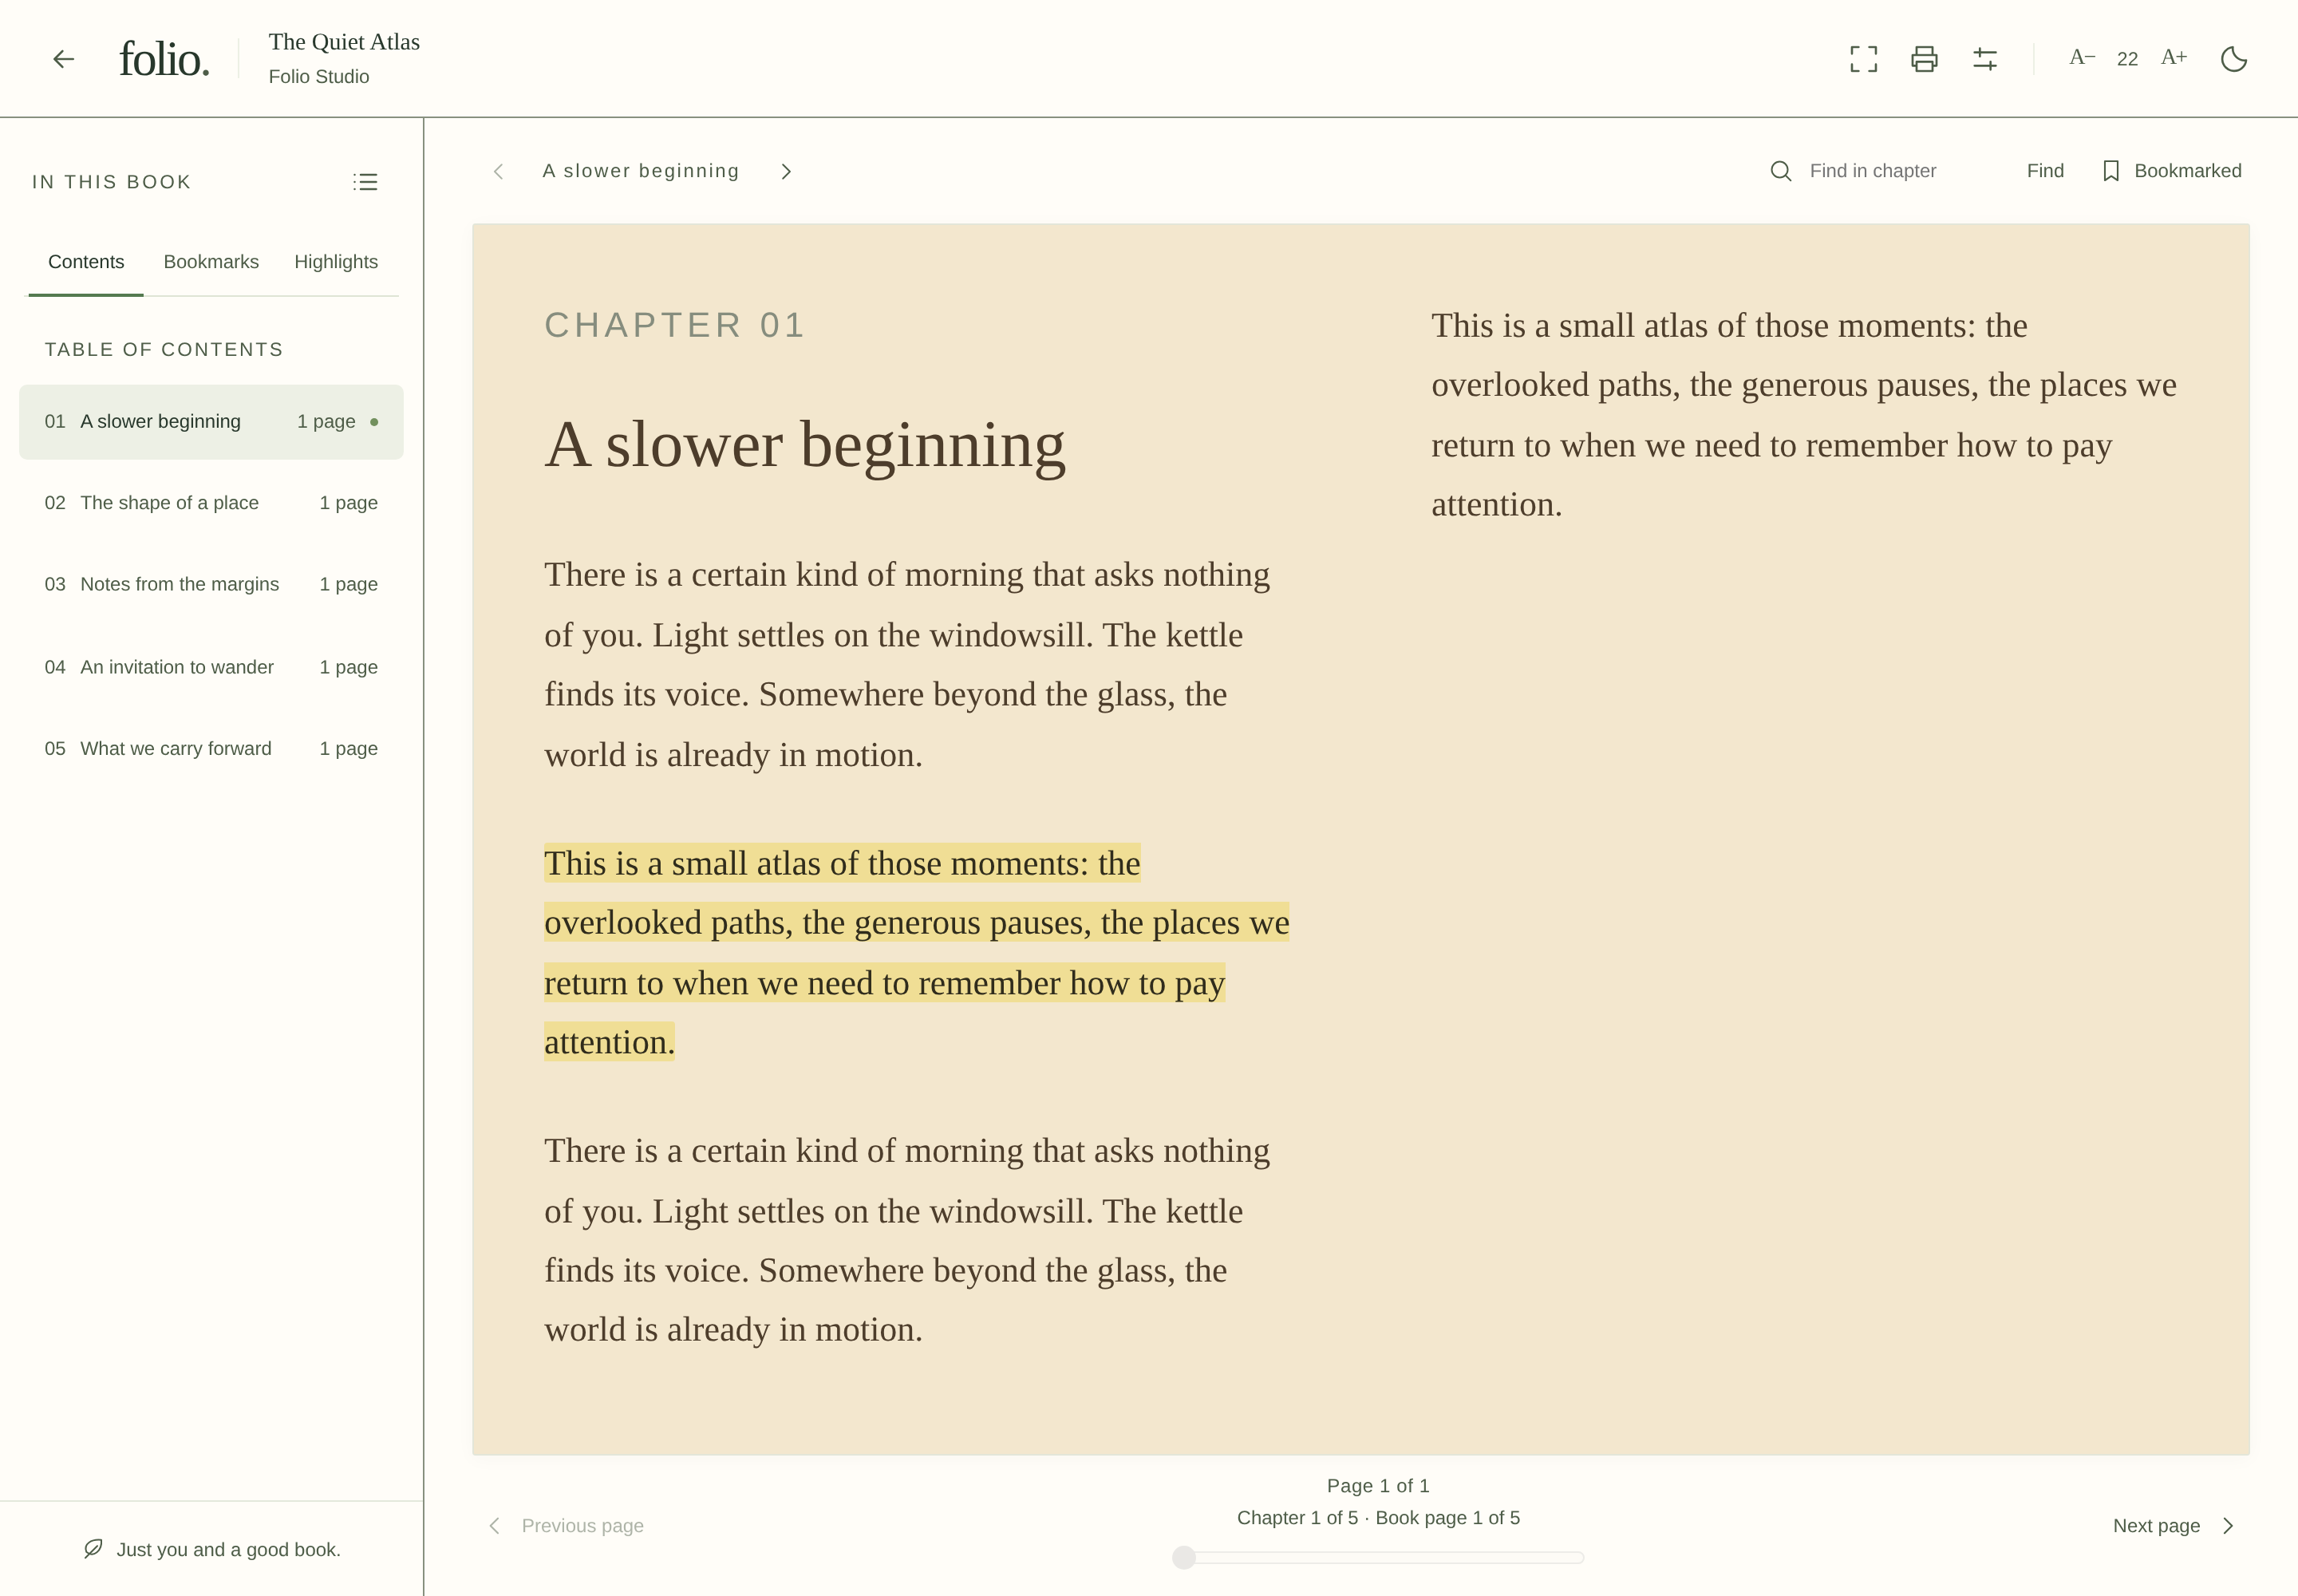 folio.
The Quiet Atlas
Folio Studio
A−
22
A+
IN THIS BOOK
Contents
Bookmarks
Highlights
TABLE OF CONTENTS
01 A slower beginning 1 page
02 The shape of a place 1 page
03 Notes from the margins 1 page
04 An invitation to wander 1 page
05 What we carry forward 1 page
Just you and a good book.
A slower beginning
Find in chapter
Find
Bookmarked
CHAPTER 01
A slower beginning
There is a certain kind of morning that asks nothing
of you. Light settles on the windowsill. The kettle
finds its voice. Somewhere beyond the glass, the
world is already in motion.
This is a small atlas of those moments: the
overlooked paths, the generous pauses, the places we
return to when we need to remember how to pay
attention.
There is a certain kind of morning that asks nothing
of you. Light settles on the windowsill. The kettle
finds its voice. Somewhere beyond the glass, the
world is already in motion.
This is a small atlas of those moments: the
overlooked paths, the generous pauses, the places we
return to when we need to remember how to pay
attention.
Previous page
Page 1 of 1
Chapter 1 of 5 · Book page 1 of 5
Next page